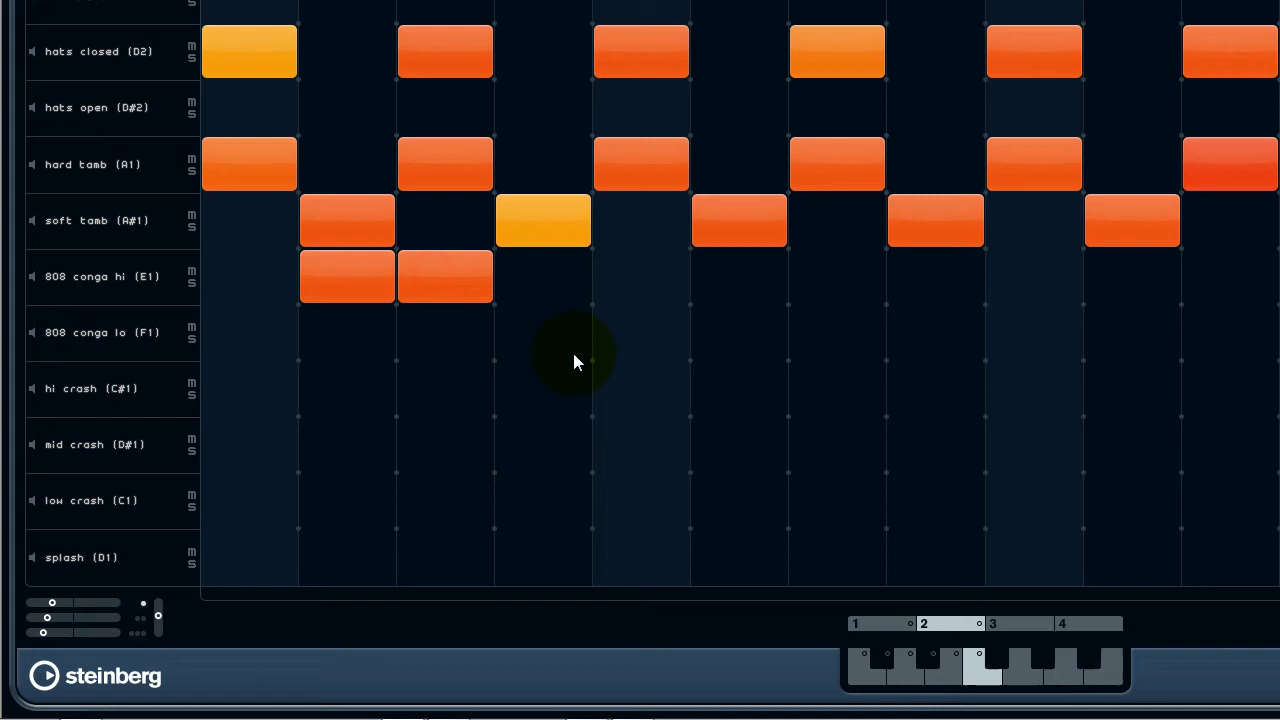 s
hats closed (D2) m s
hats open (D#2) m s
hard tamb (A1) m s
soft tamb (A#1) m s
808 conga hi (E1) m s
808 conga lo (F1) m s
hi crash (C#1) m s
mid crash (D#1) m s
low crash (C1) m s
splash (D1) m s
1 2 3 4
steinberg